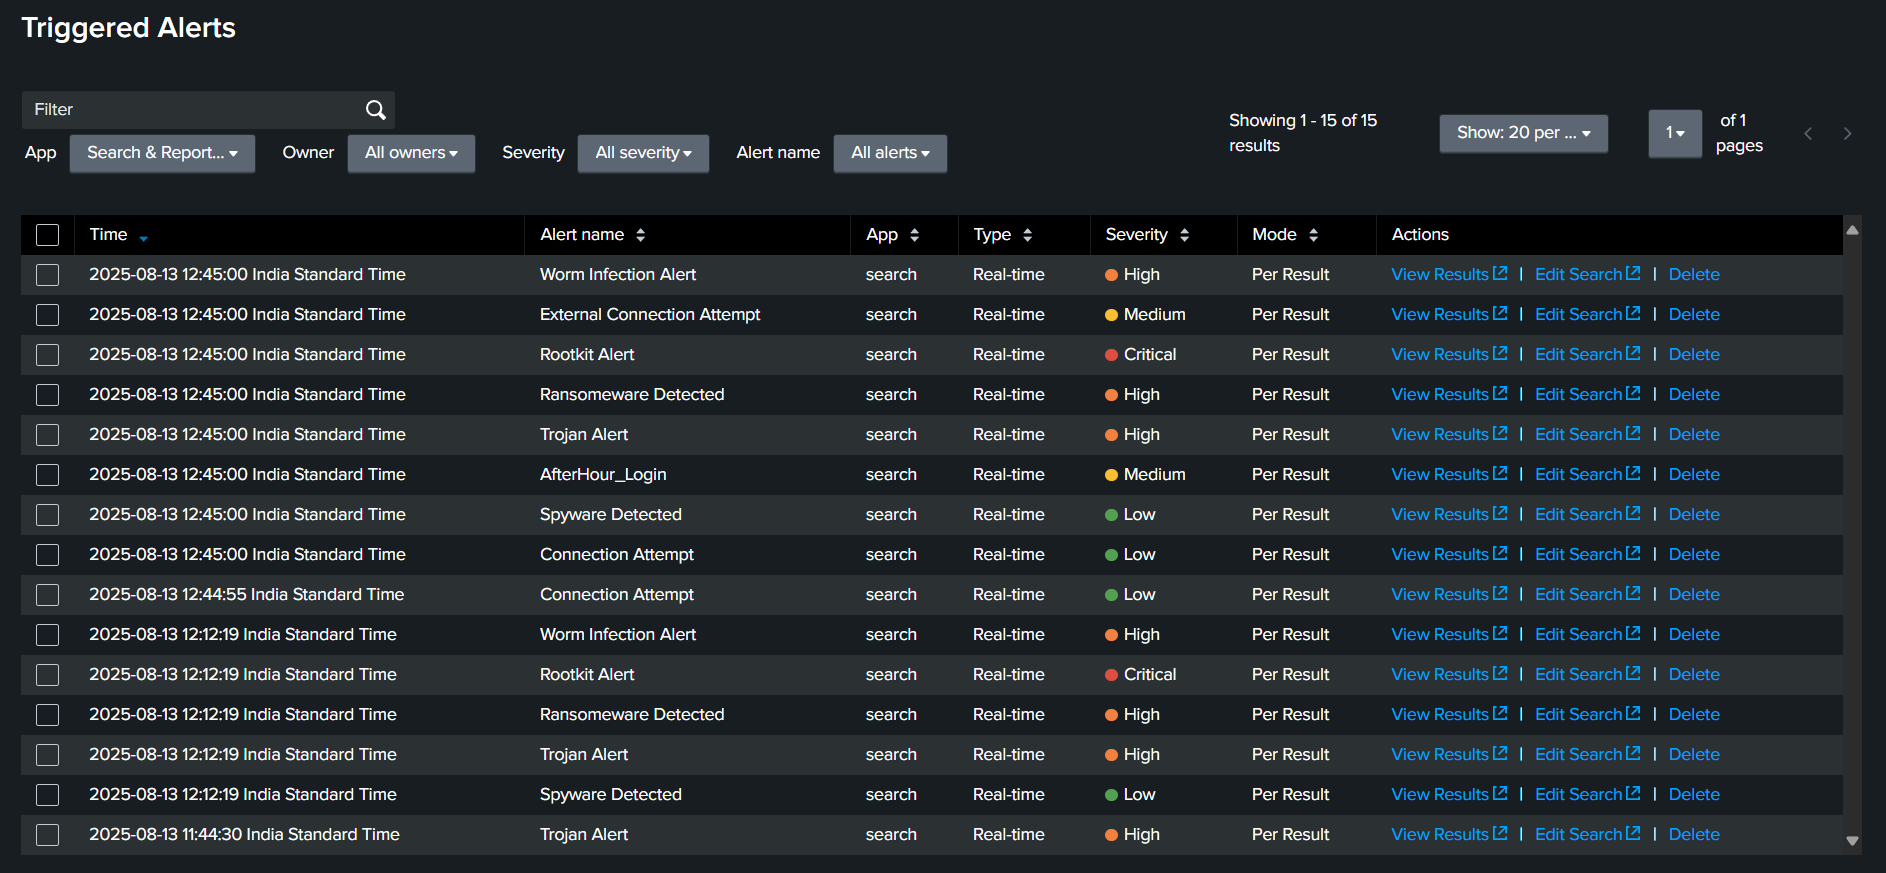 Triggered Alerts
Filter
App Search & Report... Owner All owners Severity All severity Alert name All alerts
Showing 1 - 15 of 15
results
Show: 20 per ...
1
of 1
pages
Time Alert name App Type Severity Mode Actions
2025-08-13 12:45:00 India Standard Time Worm Infection Alert search Real-time High Per Result View Results | Edit Search | Delete
2025-08-13 12:45:00 India Standard Time External Connection Attempt search Real-time Medium Per Result View Results | Edit Search | Delete
2025-08-13 12:45:00 India Standard Time Rootkit Alert search Real-time Critical Per Result View Results | Edit Search | Delete
2025-08-13 12:45:00 India Standard Time Ransomeware Detected search Real-time High Per Result View Results | Edit Search | Delete
2025-08-13 12:45:00 India Standard Time Trojan Alert search Real-time High Per Result View Results | Edit Search | Delete
2025-08-13 12:45:00 India Standard Time AfterHour_Login search Real-time Medium Per Result View Results | Edit Search | Delete
2025-08-13 12:45:00 India Standard Time Spyware Detected search Real-time Low Per Result View Results | Edit Search | Delete
2025-08-13 12:45:00 India Standard Time Connection Attempt search Real-time Low Per Result View Results | Edit Search | Delete
2025-08-13 12:44:55 India Standard Time Connection Attempt search Real-time Low Per Result View Results | Edit Search | Delete
2025-08-13 12:12:19 India Standard Time Worm Infection Alert search Real-time High Per Result View Results | Edit Search | Delete
2025-08-13 12:12:19 India Standard Time Rootkit Alert search Real-time Critical Per Result View Results | Edit Search | Delete
2025-08-13 12:12:19 India Standard Time Ransomeware Detected search Real-time High Per Result View Results | Edit Search | Delete
2025-08-13 12:12:19 India Standard Time Trojan Alert search Real-time High Per Result View Results | Edit Search | Delete
2025-08-13 12:12:19 India Standard Time Spyware Detected search Real-time Low Per Result View Results | Edit Search | Delete
2025-08-13 11:44:30 India Standard Time Trojan Alert search Real-time High Per Result View Results | Edit Search | Delete